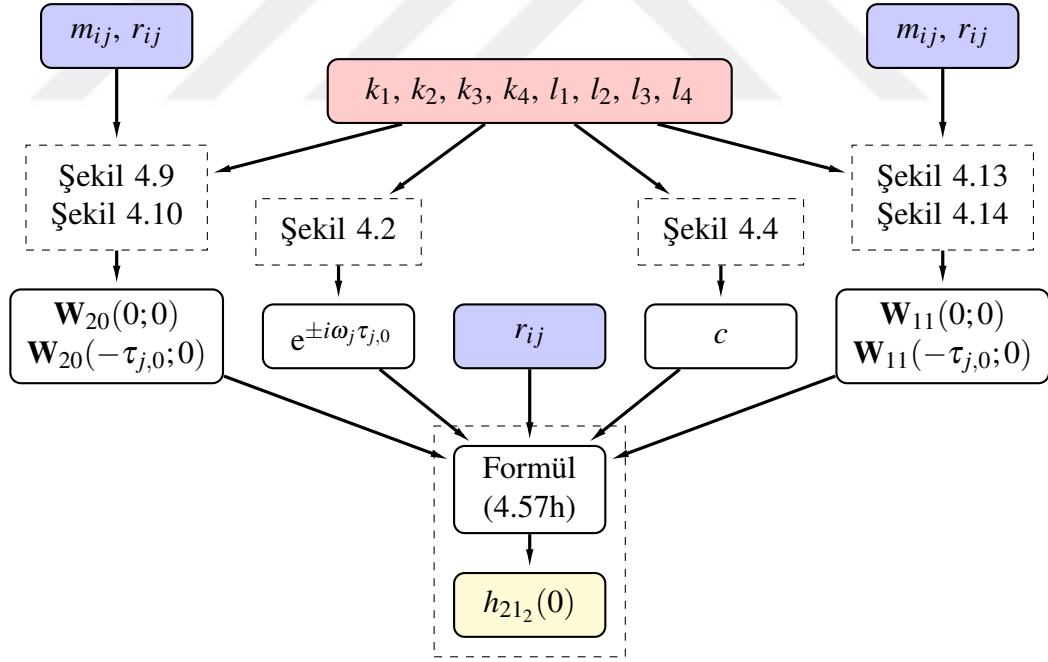 m_{ij}, r_{ij}
m_{ij}, r_{ij}
k_1, k_2, k_3, k_4, l_1, l_2, l_3, l_4
Şekil 4.9
Şekil 4.10
Şekil 4.2
Şekil 4.4
Şekil 4.13
Şekil 4.14
W_{20}(0;0)
W_{20}(−τ_{j,0};0)
e^{±iω_jτ_{j,0}}
r_{ij}
c
W_{11}(0;0)
W_{11}(−τ_{j,0};0)
Formül
(4.57h)
h_{21_2}(0)